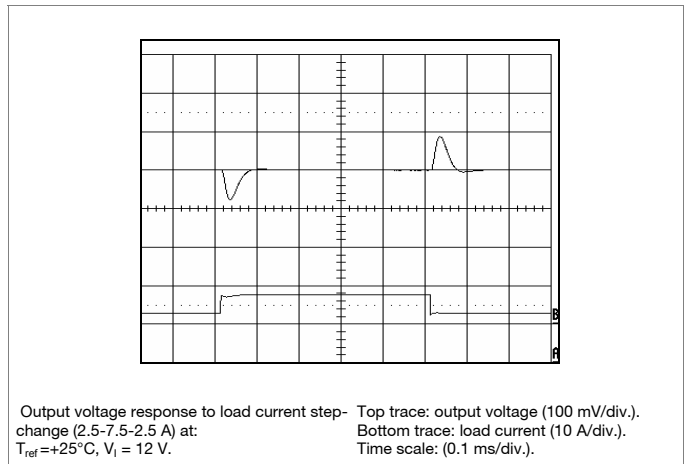 B
A
Output voltage response to load current step-
change (2.5-7.5-2.5 A) at:
Tref =+25°C, VI = 12 V.
Top trace: output voltage (100 mV/div.).
Bottom trace: load current (10 A/div.).
Time scale: (0.1 ms/div.).